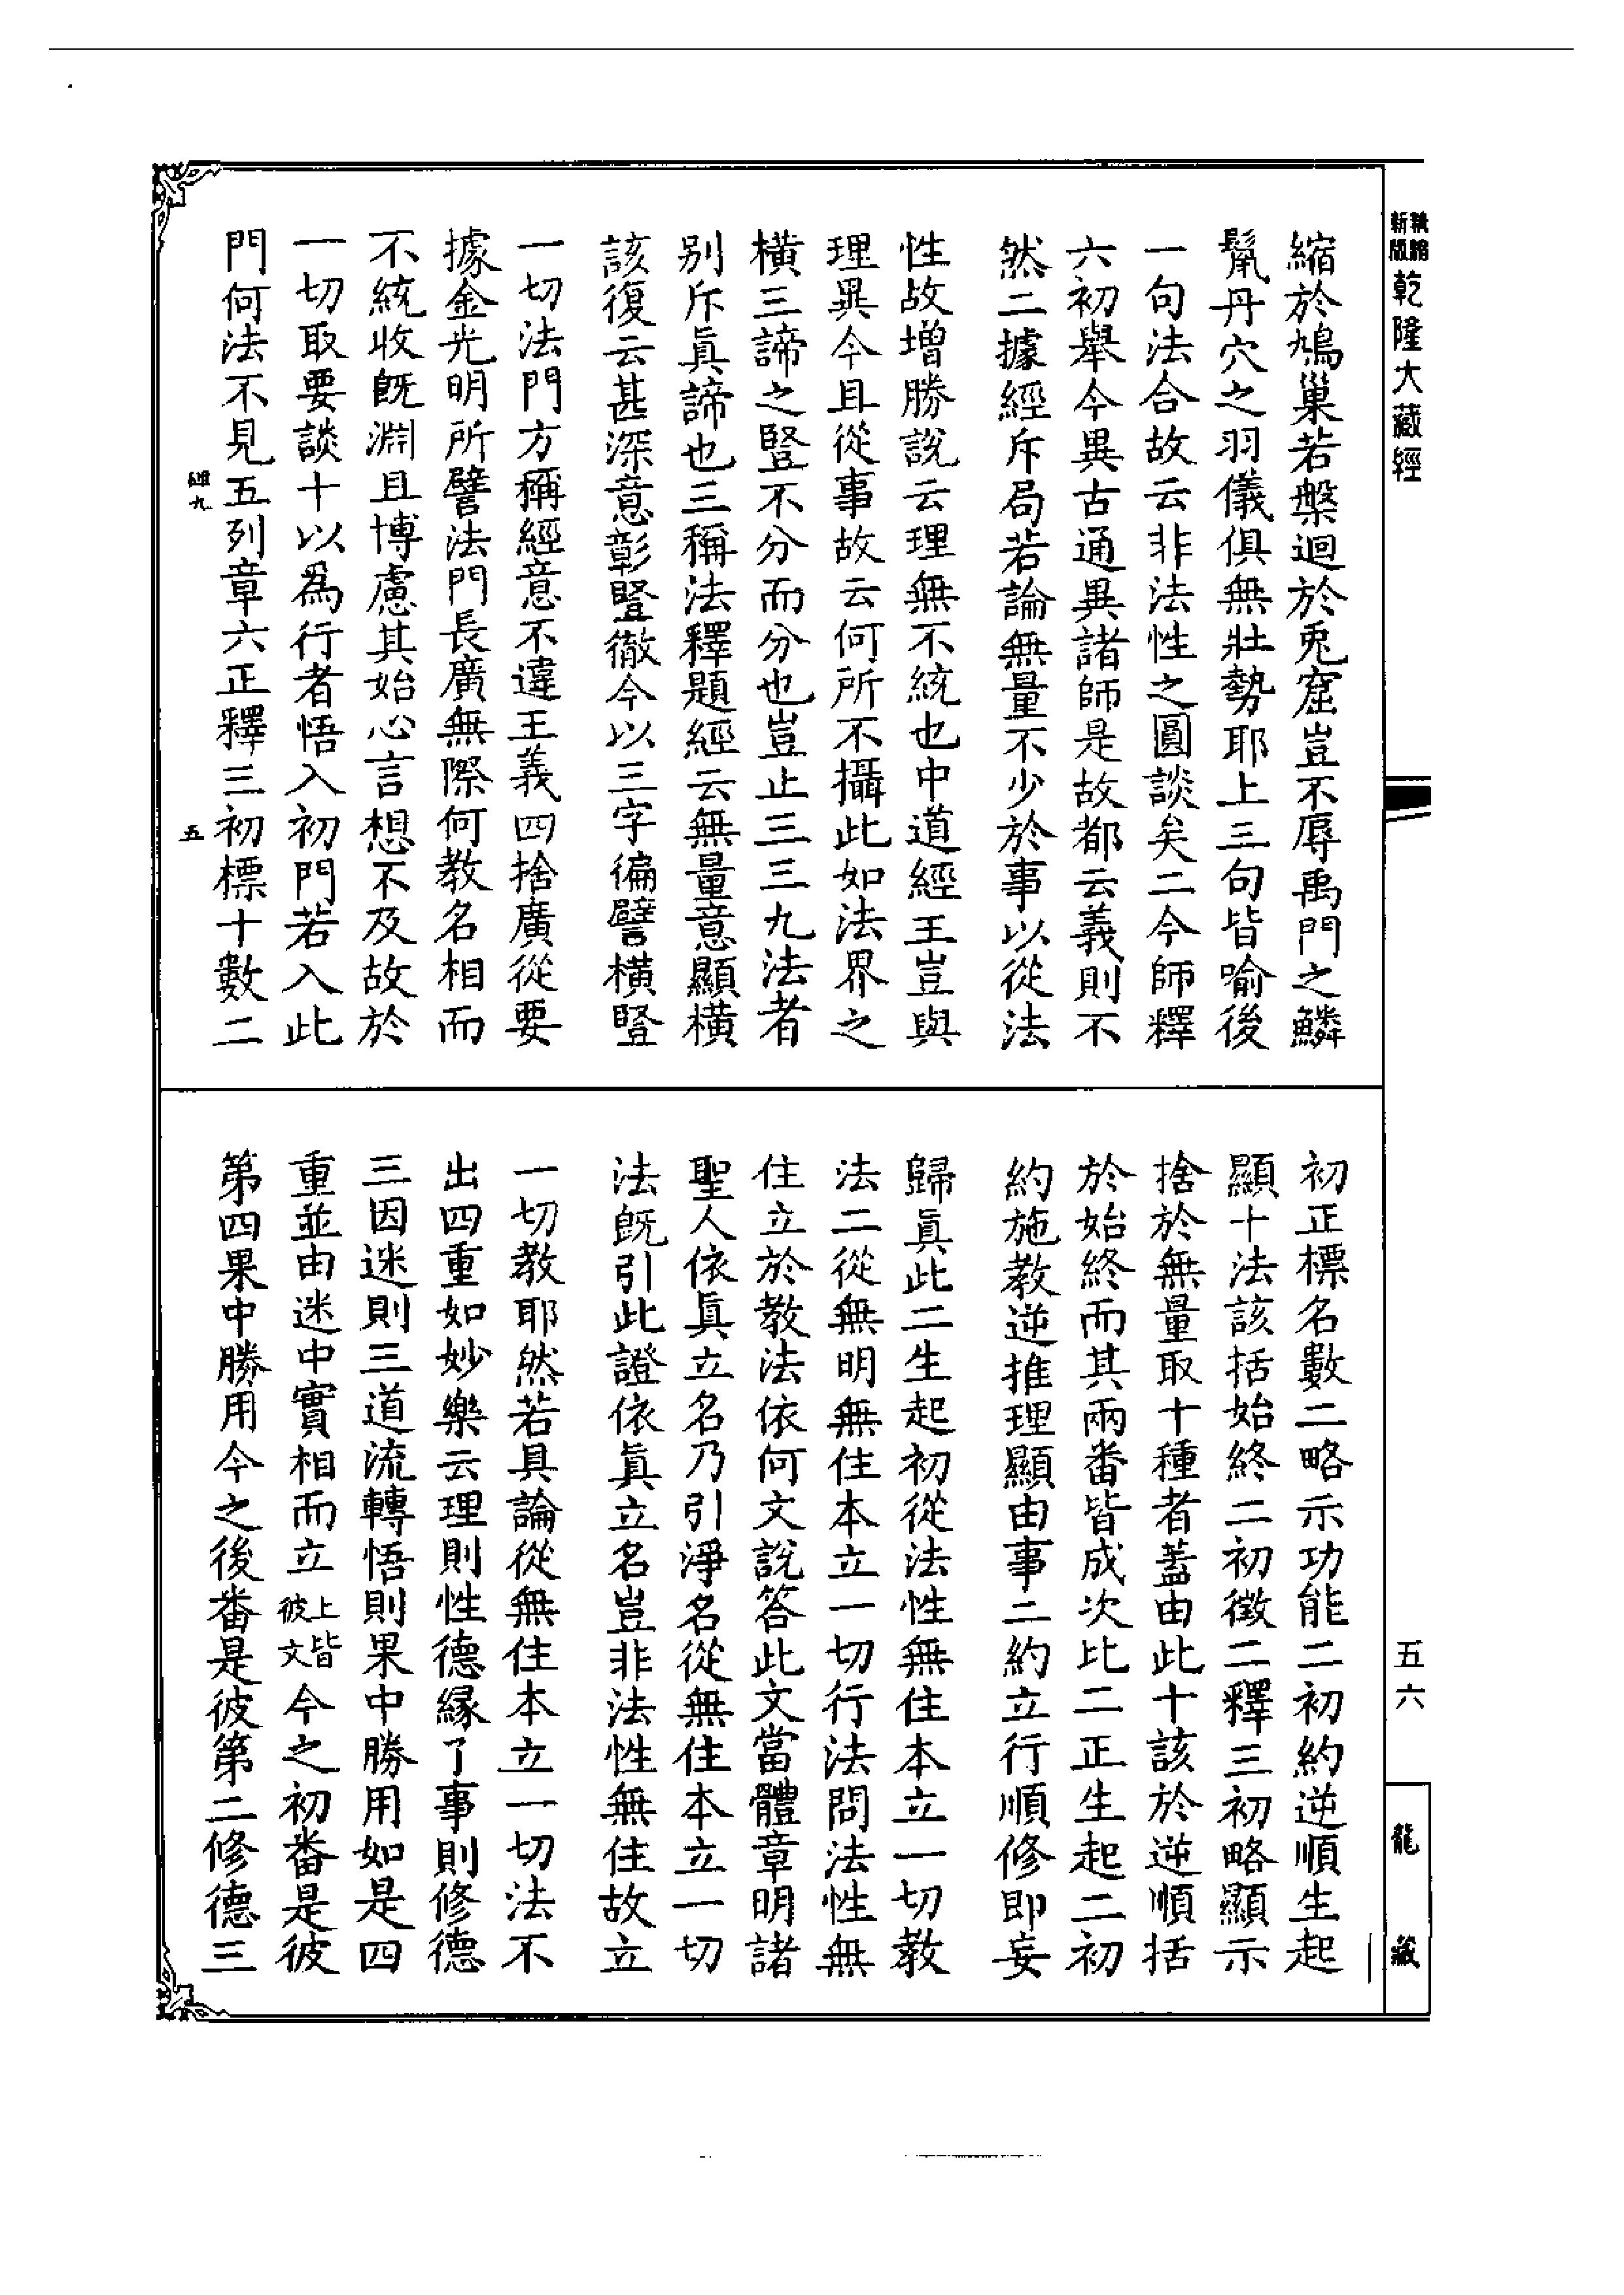 新版乾隆大藏經
縮於鳩巢若槃迴於兎窟豈不辱禹門之鱗
鬣丹穴之羽儀俱無壯勢耶上三句皆喻後
一句法合故云非法性之圓談矣二今師釋
六初舉今異古通異諸師是故都云義則不
然二據經斥局若論無量不少於事以從法
性故增勝說云理無不統也中道經王豈與
理異今且從事故云何所不攝此如法界之
橫三諦之豎不分而分也豈止三三九法者
別斥眞諦也三稱法釋題經云無量意顯橫
該復云甚深意彰豎徹今以三字徧譬橫豎
一切法門方稱經意不違王義四捨廣從要
據金光明所譬法門長廣無際何教名相而
不統收旣淵且博慮其始心言想不及故於
一切取要談十以爲行者悟入初門若入此
門何法不見五列章六正釋三初標十數二
五
初正標名數二略示功能二初約逆順生起
顯十法該括始終二初徵二釋三初略顯示
捨於無量取十種者蓋由此十該於逆順括
於始終而其兩番皆成次比二正生起二初
約施教逆推理顯由事二約立行順修即妄
歸眞此二生起初從法性無住本立一切教
法二從無明無住本立一切行法問法性無
住立於教法依何文說答此文當體章明諸
聖人依眞立名乃引淨名從無住本立一切
法旣引此證依眞立名豈非法性無住故立
一切教耶然若具論從無住本立一切法不
出四重如妙樂云理則性德緣了事則修德
三因迷則三道流轉悟則果中勝用如是四
重並由迷中實相而立上皆彼文今之初番是彼
第四果中勝用今之後番是彼第二修德三
五六
龍藏